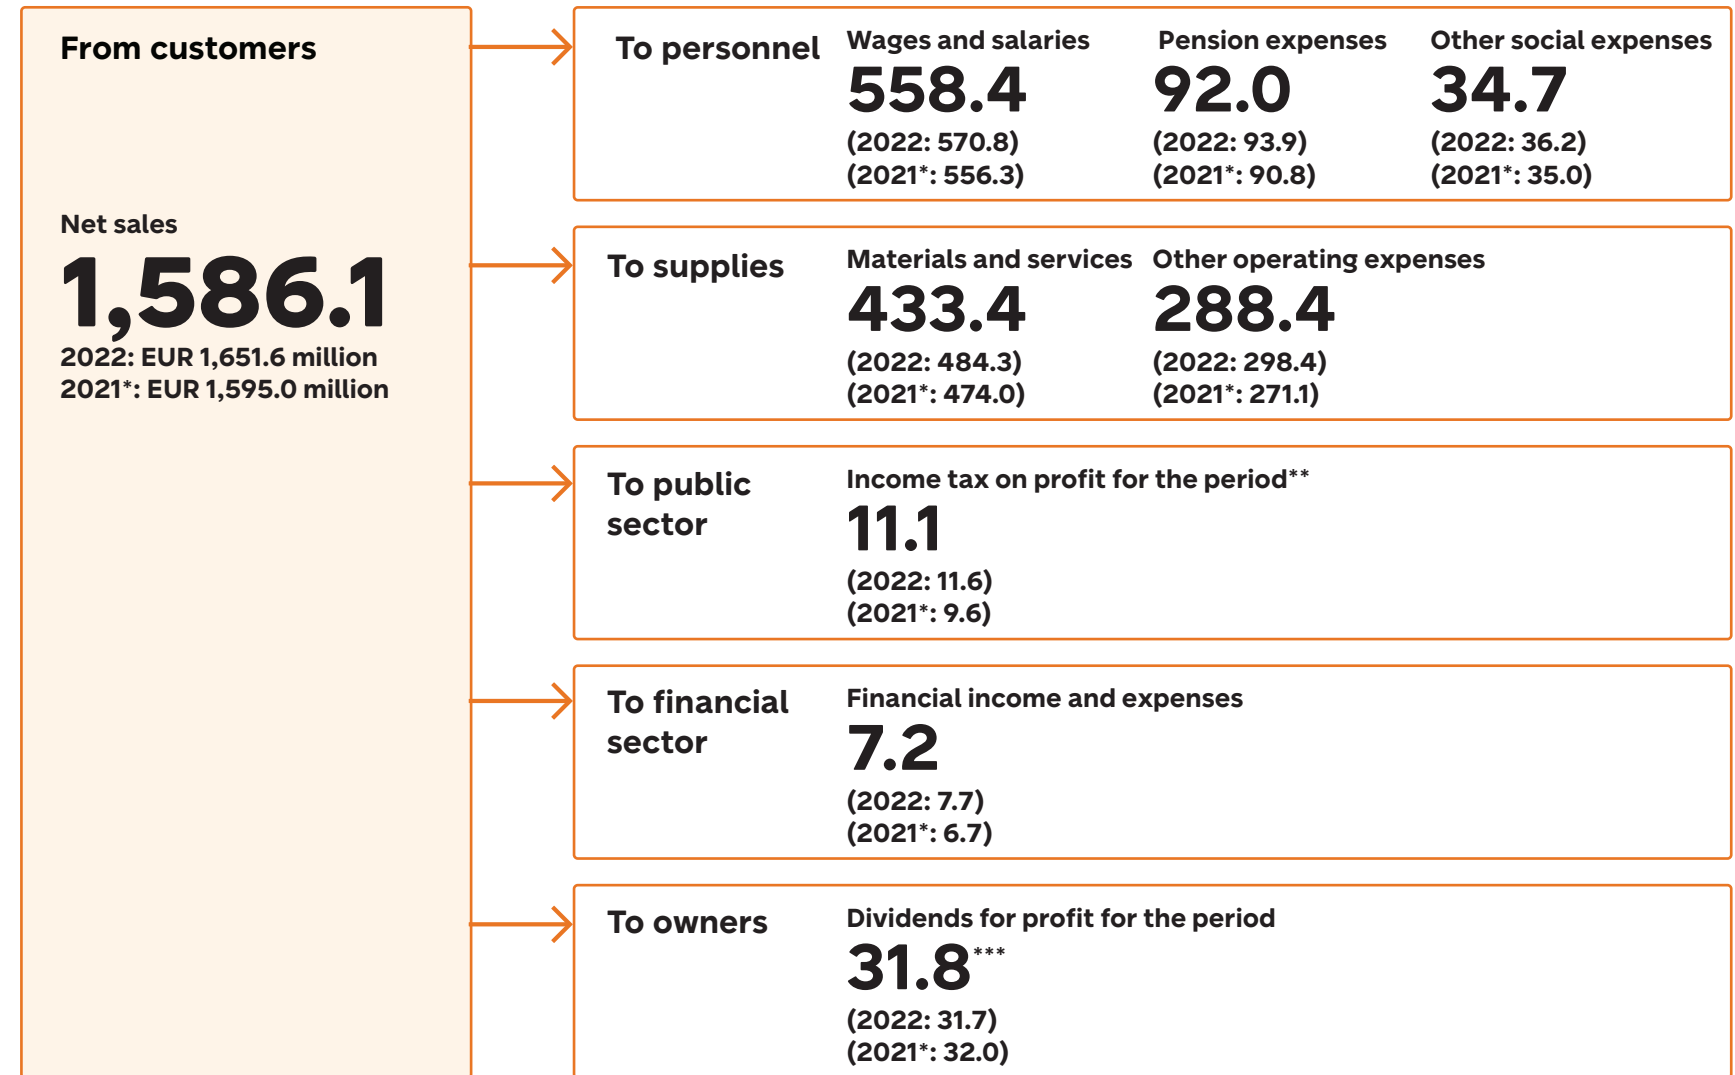 From customers
Net sales
1,586.1
2022: EUR 1,651.6 million
2021*: EUR 1,595.0 million
To personnel
Wages and salaries
558.4
(2022: 570.8)
(2021*: 556.3)
Pension expenses
92.0
(2022: 93.9)
(2021*: 90.8)
Other social expenses
34.7
(2022: 36.2)
(2021*: 35.0)
To supplies
Materials and services
433.4
(2022: 484.3)
(2021*: 474.0)
Other operating expenses
288.4
(2022: 298.4)
(2021*: 271.1)
To public
sector
Income tax on profit for the period**
11.1
(2022: 11.6)
(2021*: 9.6)
To financial
sector
Financial income and expenses
7.2
(2022: 7.7)
(2021*: 6.7)
To owners
Dividends for profit for the period
31.8***
(2022: 31.7)
(2021*: 32.0)